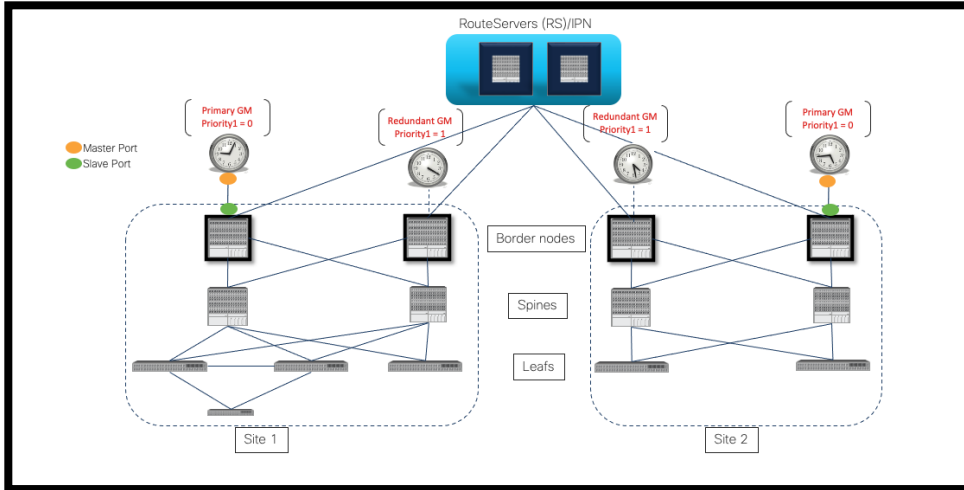 RouteServers (RS)/IPN
Primary GM
Priority1 = 0
Redundant GM
Priority1 = 1
Redundant GM
Priority1 = 1
Primary GM
Priority1 = 0
Master Port
Slave Port
Border nodes
Spines
Leafs
Site 1
Site 2